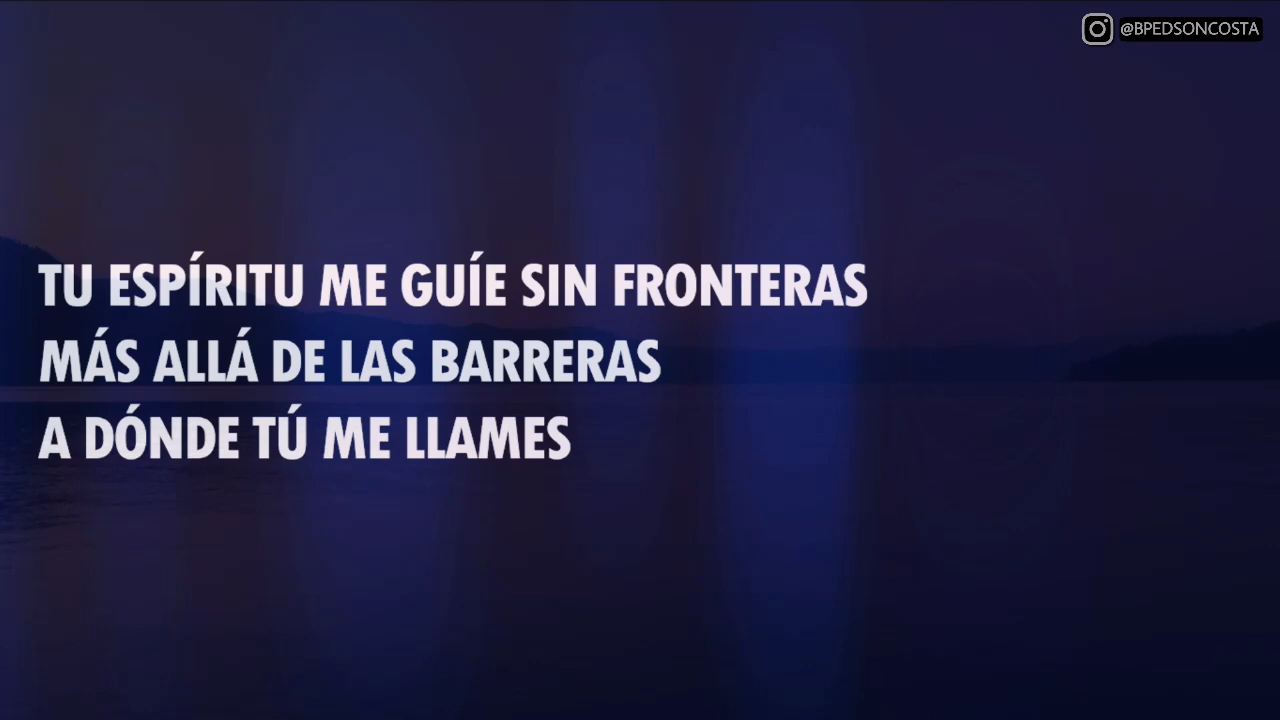 @BPEDSONCOSTA
TU ESPÍRITU ME GUÍE SIN FRONTERAS
MÁS ALLÁ DE LAS BARRERAS
A DÓNDE TÚ ME LLAMES